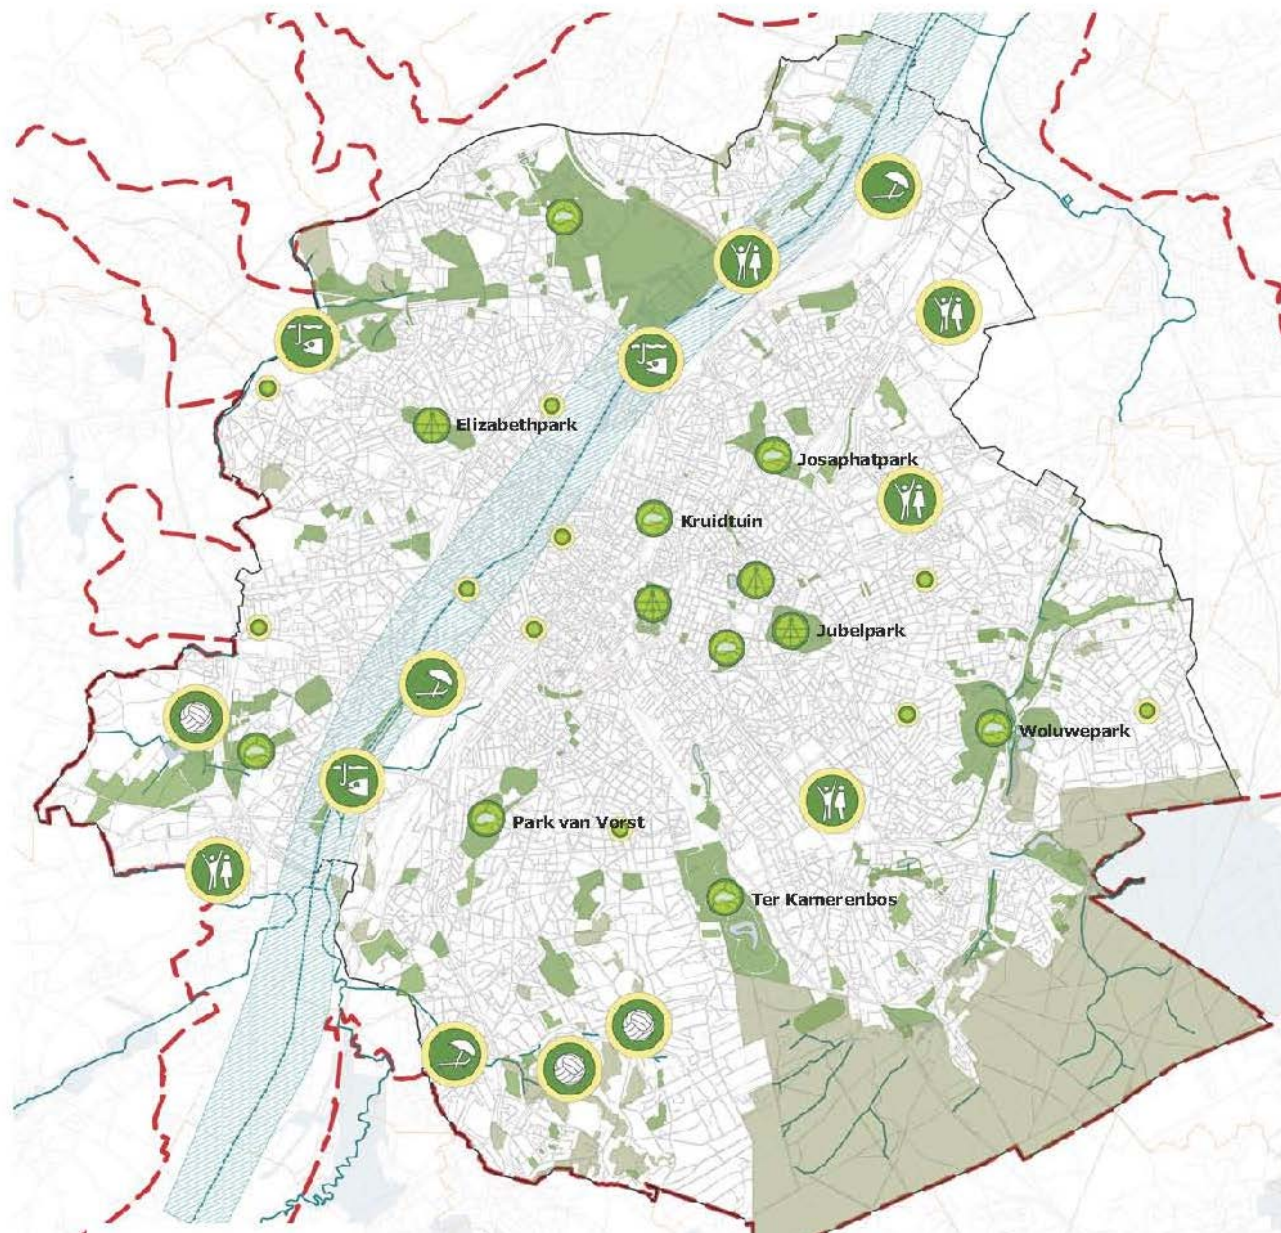 Elizabethpark
Josaphatpark
Kruidtuin
Jubelpark
Woluwepark
Park van Vorst
Ter Kamerenbos